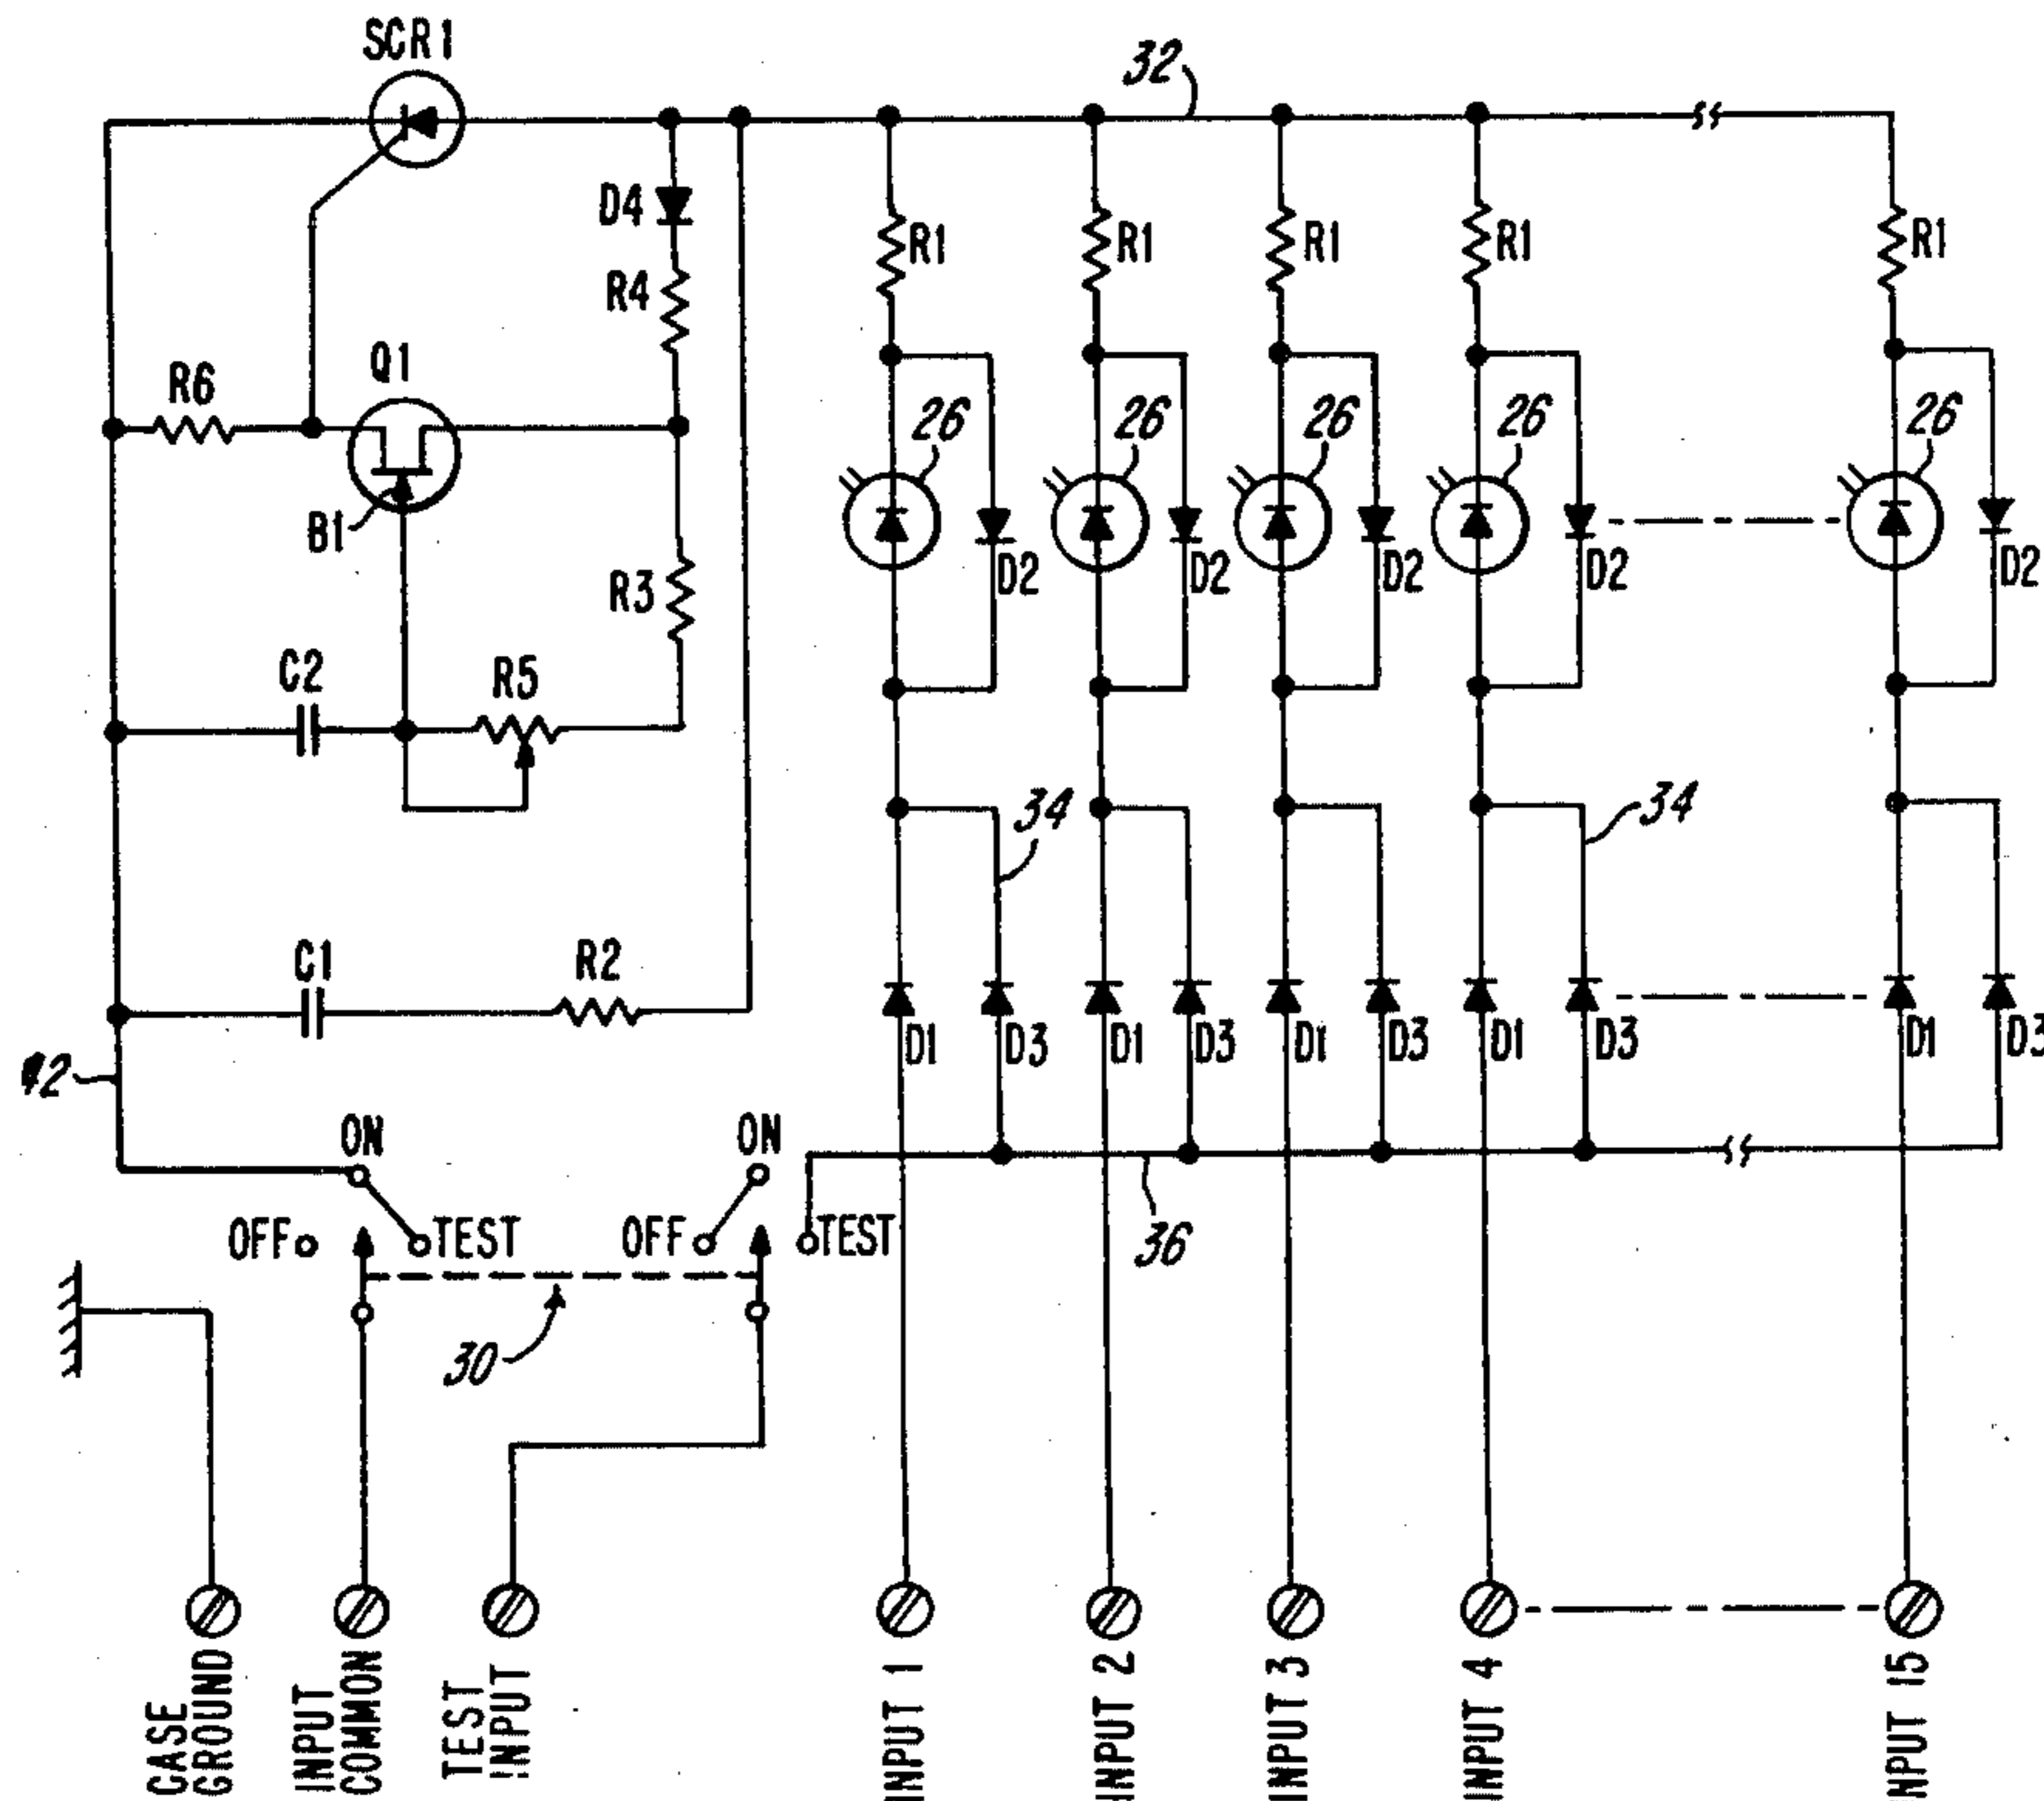 SCR1
32
D4
R1
R1
R1
R1
R1
R4
Q1
R6
26
26
26
26
26
B1
D2
D2
D2
D2
D2
R3
C2
R5
34
34
C1
R2
D1
D3
D1
D3
D1
D3
D1
D3
D1
D3
42
ON
ON
OFF
TEST
OFF
TEST
36
30
CASE
GROUND
INPUT
COMMON
TEST
INPUT
INPUT 1
INPUT 2
INPUT 3
INPUT 4
INPUT 15